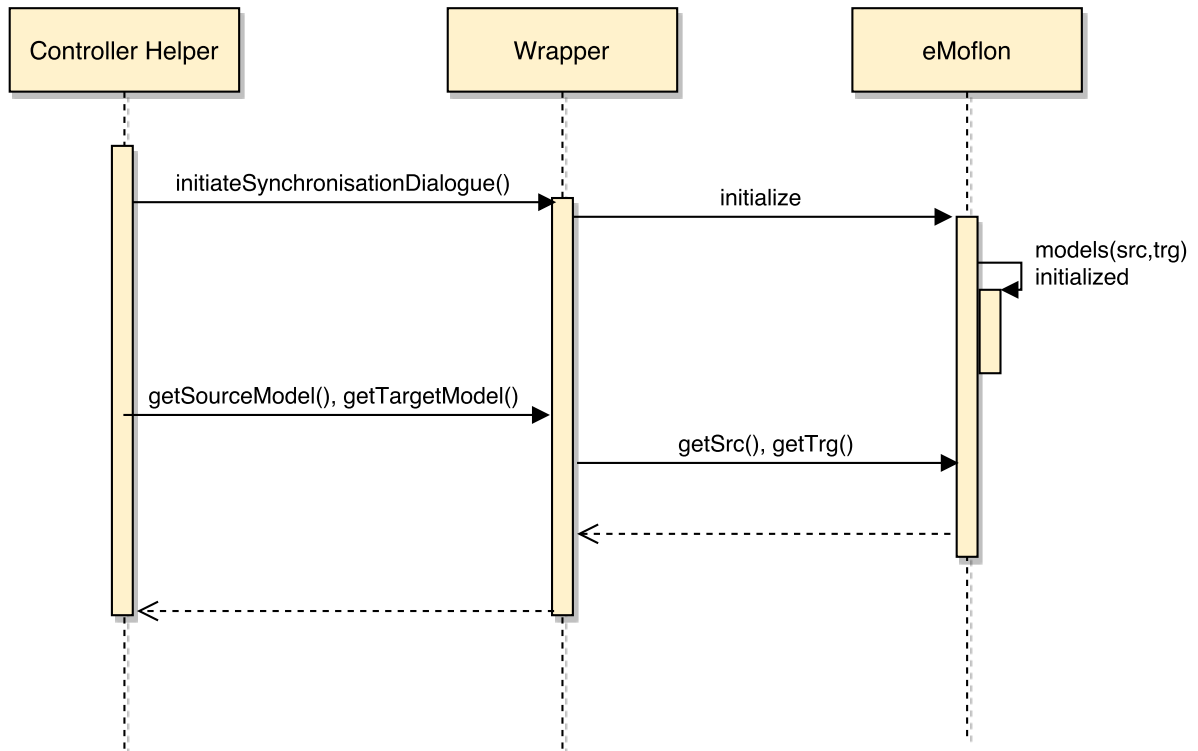 Controller Helper
Wrapper
eMoflon
initiateSynchronisationDialogue()
initialize
models(src,trg)
initialized
getSourceModel(), getTargetModel()
getSrc(), getTrg()